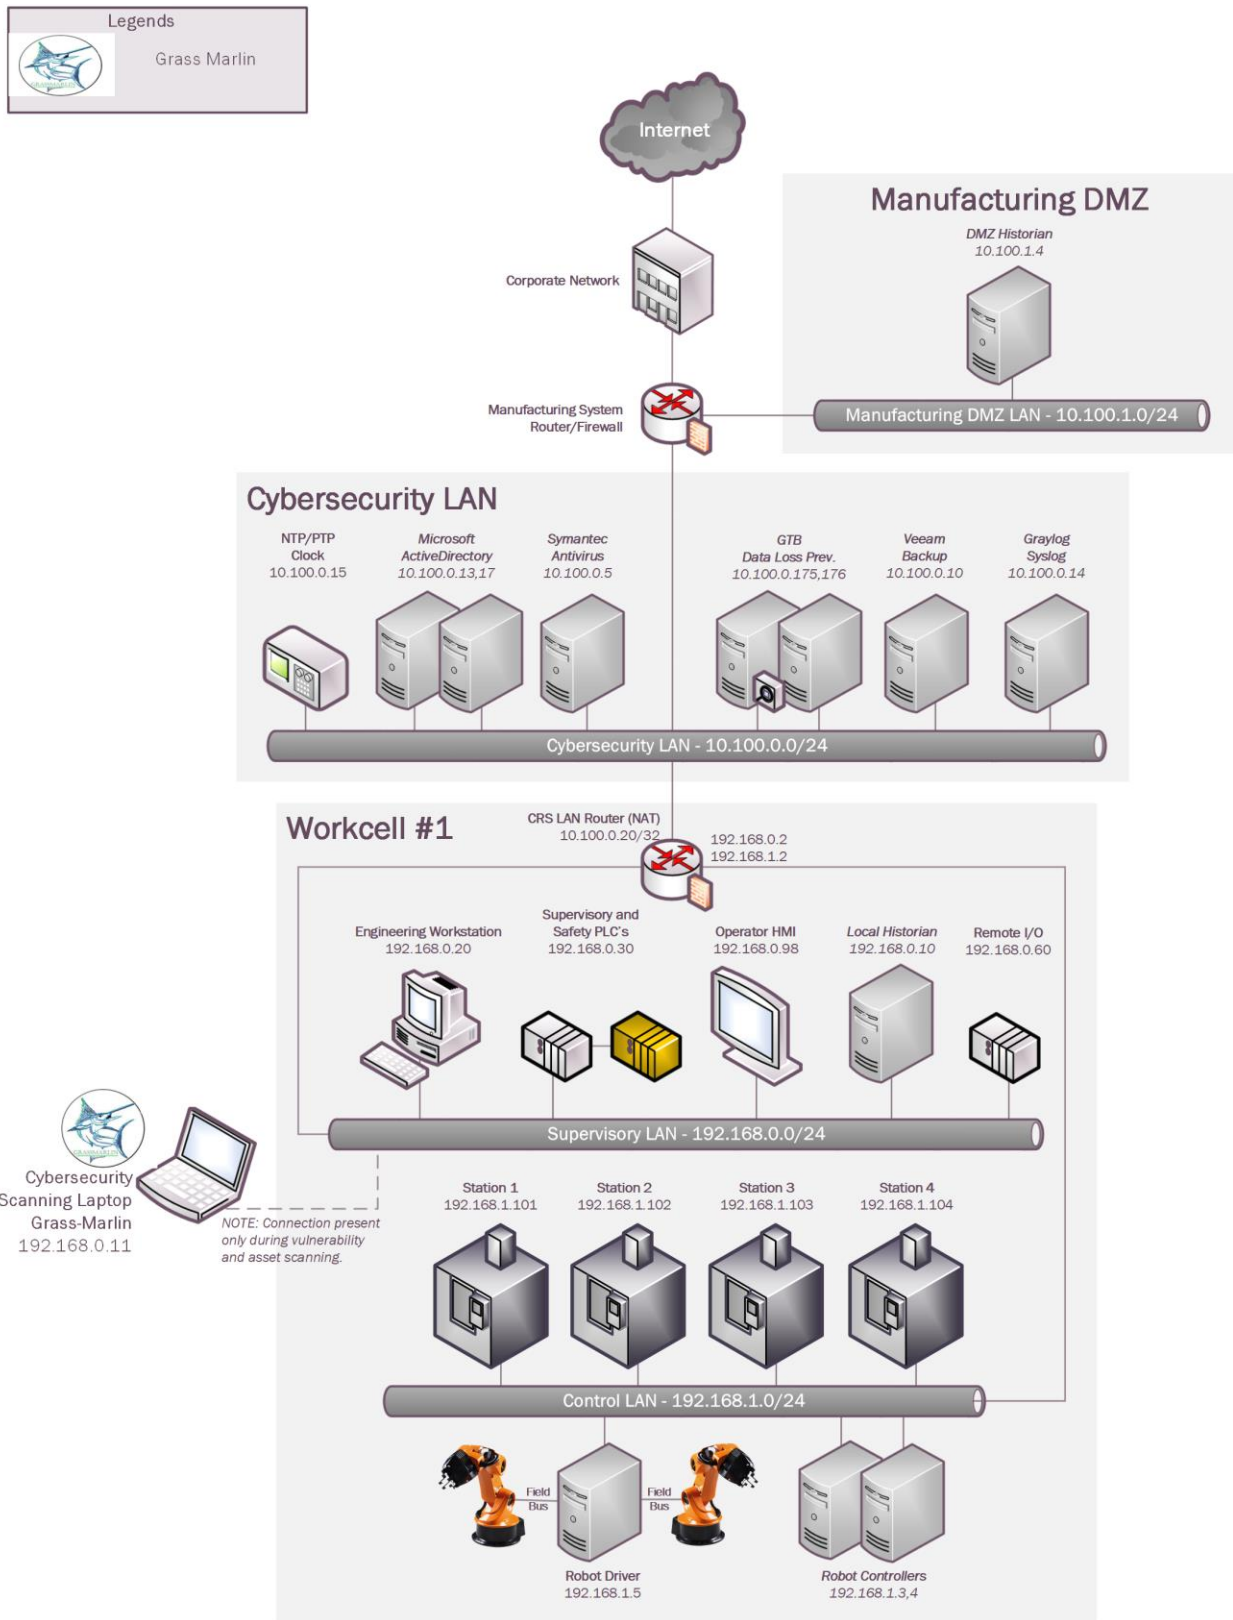 Legends
GRASSMARLIN
Grass Marlin
Internet
Manufacturing DMZ
DMZ Historian
10.100.1.4
Corporate Network
Manufacturing System
Router/Firewall
Manufacturing DMZ LAN - 10.100.1.0/24
Cybersecurity LAN
NTP/PTP
Clock
10.100.0.15
Microsoft
ActiveDirectory
10.100.0.13,17
Symantec
Antivirus
10.100.0.5
GTB
Data Loss Prev.
10.100.0.175,176
Veeam
Backup
10.100.0.10
Graylog
Syslog
10.100.0.14
Cybersecurity LAN - 10.100.0.0/24
Workcell #1
CRS LAN Router (NAT)
10.100.0.20/32
192.168.0.2
192.168.1.2
Engineering Workstation
192.168.0.20
Supervisory and
Safety PLC's
192.168.0.30
Operator HMI
192.168.0.98
Local Historian
192.168.0.10
Remote I/O
192.168.0.60
Supervisory LAN - 192.168.0.0/24
GRASSMARLIN
Cybersecurity
Scanning Laptop
Grass-Marlin
192.168.0.11
NOTE: Connection present
only during vulnerability
and asset scanning.
Station 1
192.168.1.101
Station 2
192.168.1.102
Station 3
192.168.1.103
Station 4
192.168.1.104
Control LAN - 192.168.1.0/24
Field
Bus
Field
Bus
Robot Driver
192.168.1.5
Robot Controllers
192.168.1.3,4